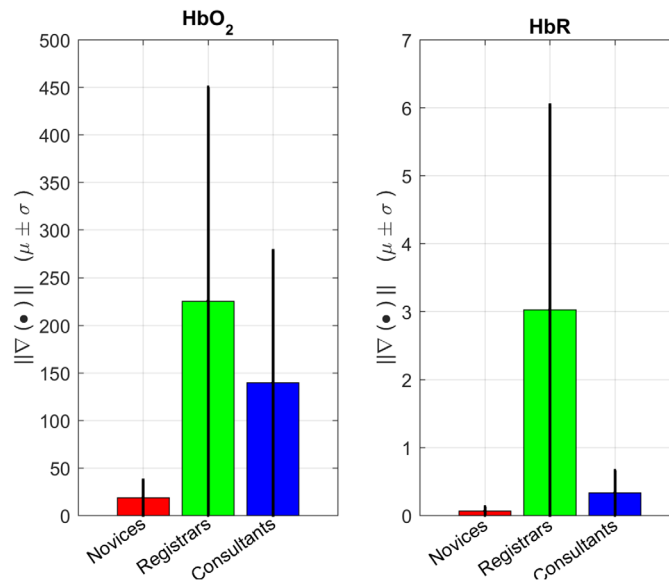 HbO2
500
450
400
350
300
250
200
150
100
50
0
||∇(•)|| (μ ± σ)
Novices
Registrars
Consultants
HbR
7
6
5
4
3
2
1
0
||∇(•)|| (μ ± σ)
Novices
Registrars
Consultants